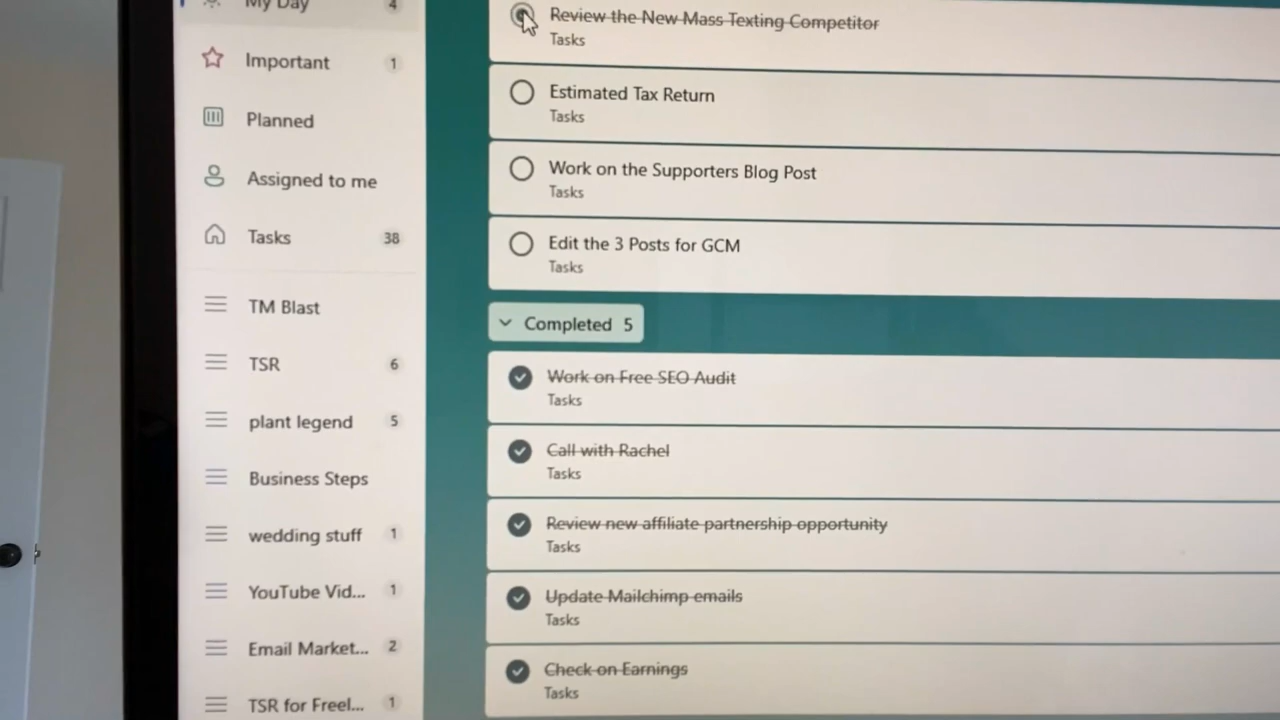 My Day
4
Important
1
Planned
Assigned to me
Tasks
38
TM Blast
TSR
6
plant legend
5
Business Steps
wedding stuff
1
YouTube Vid...
1
Email Market...
2
TSR for Freel...
1
Review the New Mass Texting Competitor
Tasks
Estimated Tax Return
Tasks
Work on the Supporters Blog Post
Tasks
Edit the 3 Posts for GCM
Tasks
Completed 5
Work on Free SEO Audit
Tasks
Call with Rachel
Tasks
Review new affiliate partnership opportunity
Tasks
Update Mailchimp emails
Tasks
Check on Earnings
Tasks